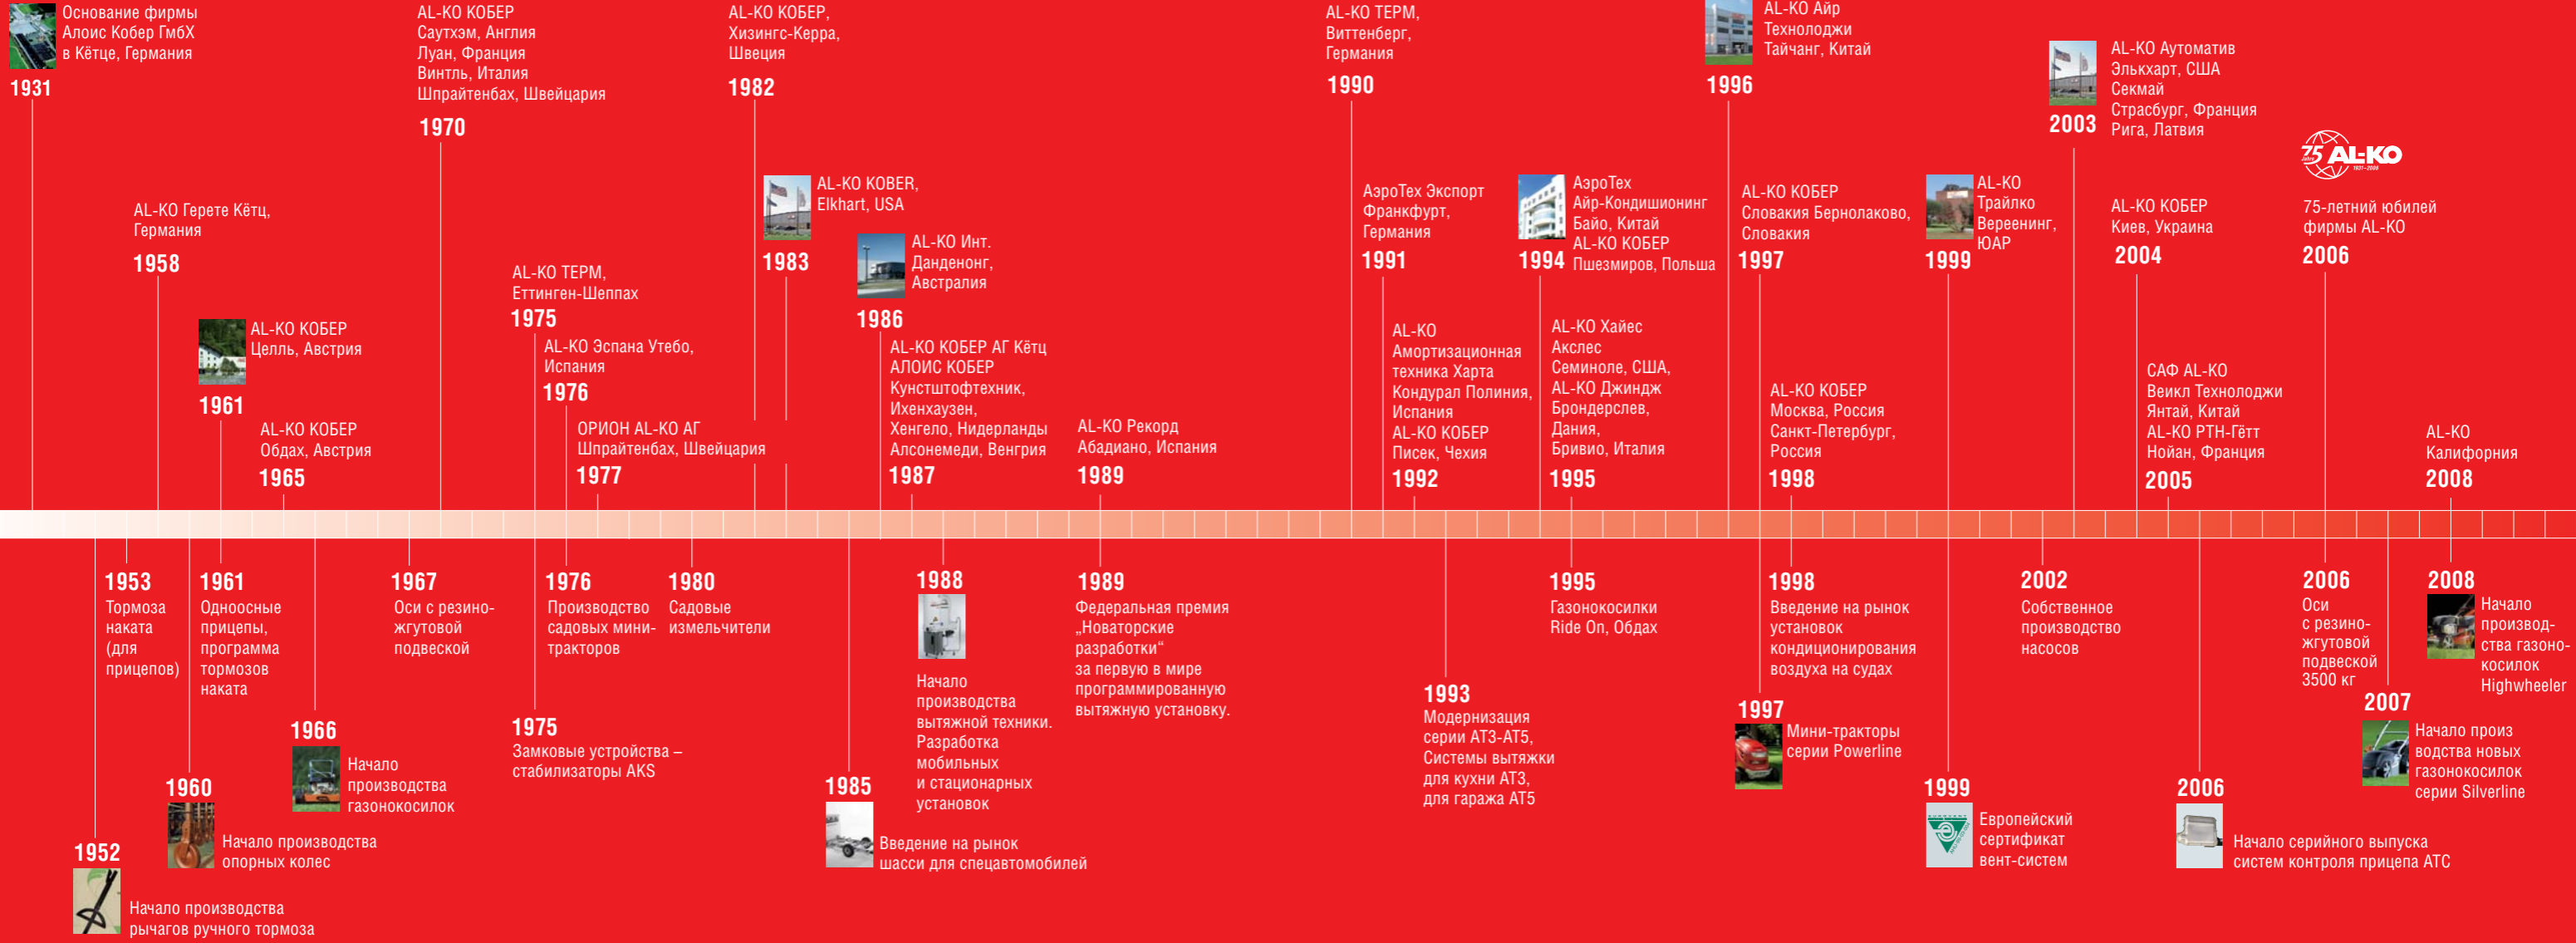 Основание фирмы
Алоис Кобер ГмбХ
в Кётце, Германия
1931
AL-KO Герете Кётц,
Германия
1958
AL-KO КОБЕР
Целль, Австрия
1961
AL-KO КОБЕР
Обдах, Австрия
1965
AL-KO КОБЕР
Саутхэм, Англия
Луан, Франция
Винтль, Италия
Шпрайтенбах, Швейцария
1970
AL-KO ТЕРМ,
Еттинген-Шеппах
1975
AL-KO Эспана Утебо,
Испания
1976
ОРИОН AL-KO АГ
Шпрайтенбах, Швейцария
1977
AL-KO КОБЕР,
Хизингс-Керра,
Швеция
1982
AL-KO KOBER,
Elkhart, USA
1983
AL-KO Инт.
Данденонг,
Австралия
1986
AL-KO КОБЕР АГ Кётц
АЛОИС КОБЕР
Кунстштофтехник,
Ихенхаузен,
Хенгело, Нидерланды
Алсонемеди, Венгрия
1987
AL-KO Рекорд
Абадиано, Испания
1989
AL-KO ТЕРМ,
Виттенберг,
Германия
1990
АэроТех Экспорт
Франкфурт,
Германия
1991
AL-KO
Амортизационная
техника Харта
Кондурал Полиния,
Испания
AL-KO КОБЕР
Писек, Чехия
1992
АэроТех
Айр-Кондишионинг
Байо, Китай
AL-KO КОБЕР
Пшезмиров, Польша
1994
AL-KO Хайес
Акслес
Семиноле, США,
AL-KO Джиндж
Брондерслев,
Дания,
Бривио, Италия
1995
AL-KO Айр
Технолоджи
Тайчанг, Китай
1996
AL-KO КОБЕР
Словакия Бернолаково,
Словакия
1997
AL-KO КОБЕР
Москва, Россия
Санкт-Петербург,
Россия
1998
AL-KO
Трайлко
Вереенинг,
ЮАР
1999
AL-KO Аутоматив
Элькхарт, США
Секмай
Страсбург, Франция
Рига, Латвия
2003
AL-KO КОБЕР
Киев, Украина
2004
САФ AL-KO
Веикл Технолоджи
Янтай, Китай
AL-KO РТН-Гётт
Нойан, Франция
2005
75 Jahre AL-KO
1931–2006
75-летний юбилей
фирмы AL-KO
2006
AL-KO
Калифорния
2008
1952
Начало производства
рычагов ручного тормоза
1953
Тормоза
наката
(для
прицепов)
1960
Начало производства
опорных колес
1961
Одноосные
прицепы,
программа
тормозов
наката
1966
Начало
производства
газонокосилок
1967
Оси с резино-
жгутовой
подвеской
1975
Замковые устройства –
стабилизаторы AKS
1976
Производство
садовых мини-
тракторов
1980
Садовые
измельчители
1985
Введение на рынок
шасси для спецавтомобилей
1988
Начало
производства
вытяжной техники.
Разработка
мобильных
и стационарных
установок
1989
Федеральная премия
„Новаторские
разработки“
за первую в мире
программированную
вытяжную установку.
1993
Модернизация
серии АТ3-АТ5,
Системы вытяжки
для кухни АТ3,
для гаража АТ5
1995
Газонокосилки
Ride On, Обдах
1997
Мини-тракторы
серии Powerline
1998
Введение на рынок
установок
кондиционирования
воздуха на судах
1999
Европейский
сертификат
вент-систем
2002
Собственное
производство
насосов
2006
Начало серийного выпуска
систем контроля прицепа АТС
2006
Оси
с резино-
жгутовой
подвеской
3500 кг
2007
Начало произ
водства новых
газонокосилок
серии Silverline
2008
Начало
производ-
ства газоно-
косилок
Highwheeler